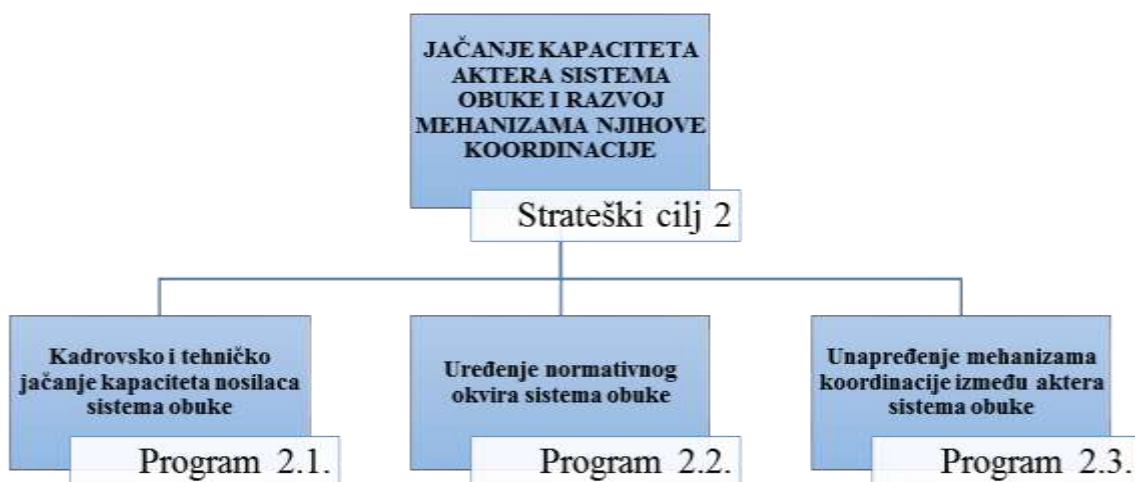 JAČANJE KAPACITETA
AKTERA SISTEMA
OBUKE I RAZVOJ
MEHANIZAMA NJIHOVE
KOORDINACIJE
Strateški cilj 2
Kadrovsko i tehničko
jačanje kapaciteta nosilaca
sistema obuke
Program 2.1.
Uređenje normativnog
okvira sistema obuke
Program 2.2.
Unapređenje mehanizama
koordinacije između aktera
sistema obuke
Program 2.3.